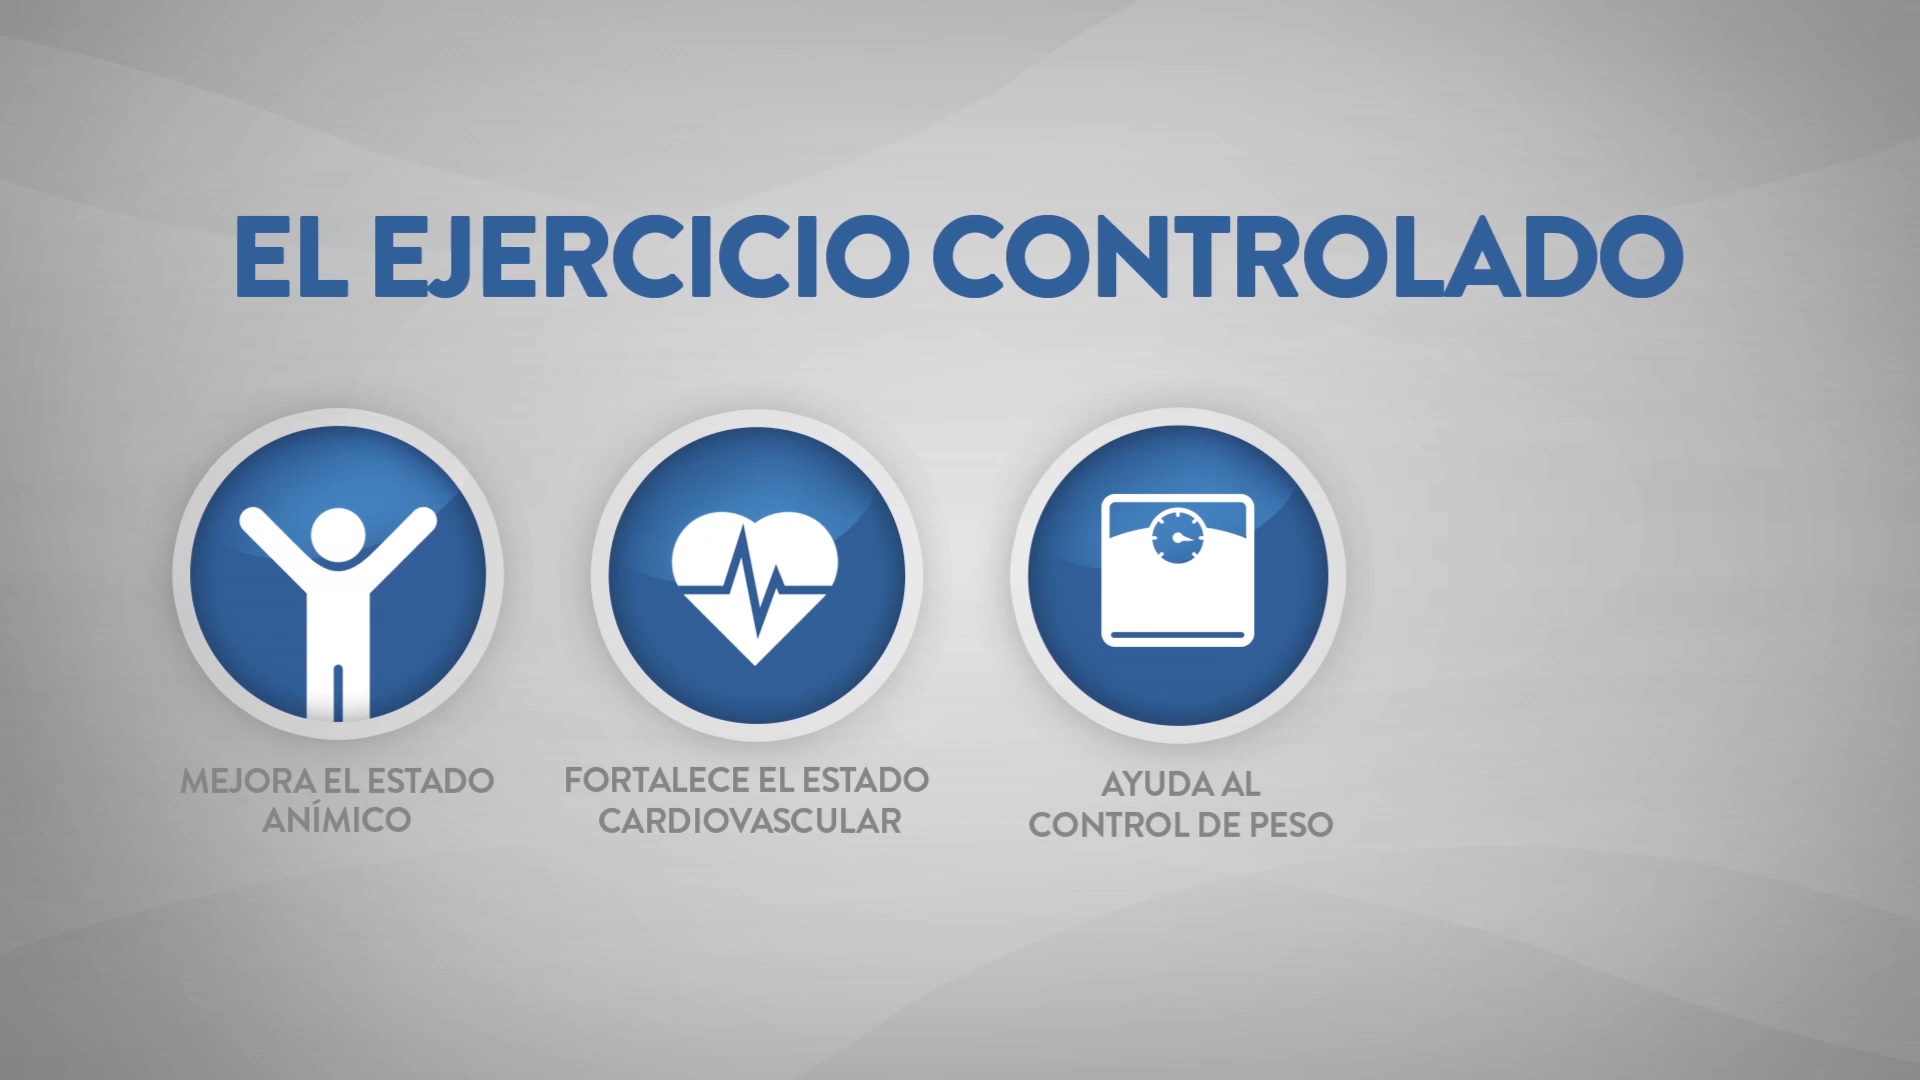 EL EJERCICIO CONTROLADO
MEJORA EL ESTADO
ANÍMICO
FORTALECE EL ESTADO
CARDIOVASCULAR
AYUDA AL
CONTROL DE PESO